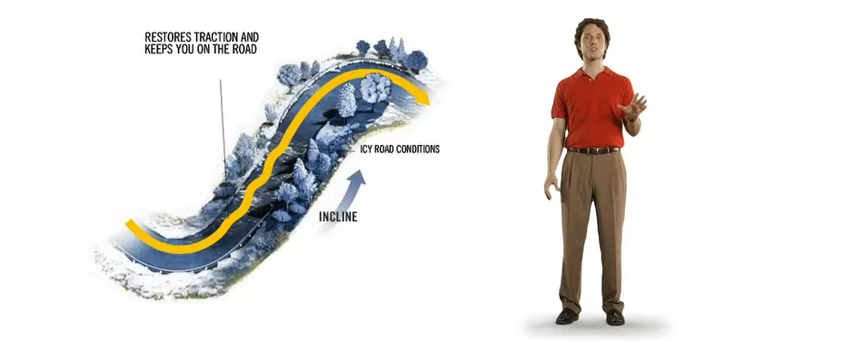 RESTORES TRACTION AND
KEEPS YOU ON THE ROAD
ICY ROAD CONDITIONS
INCLINE